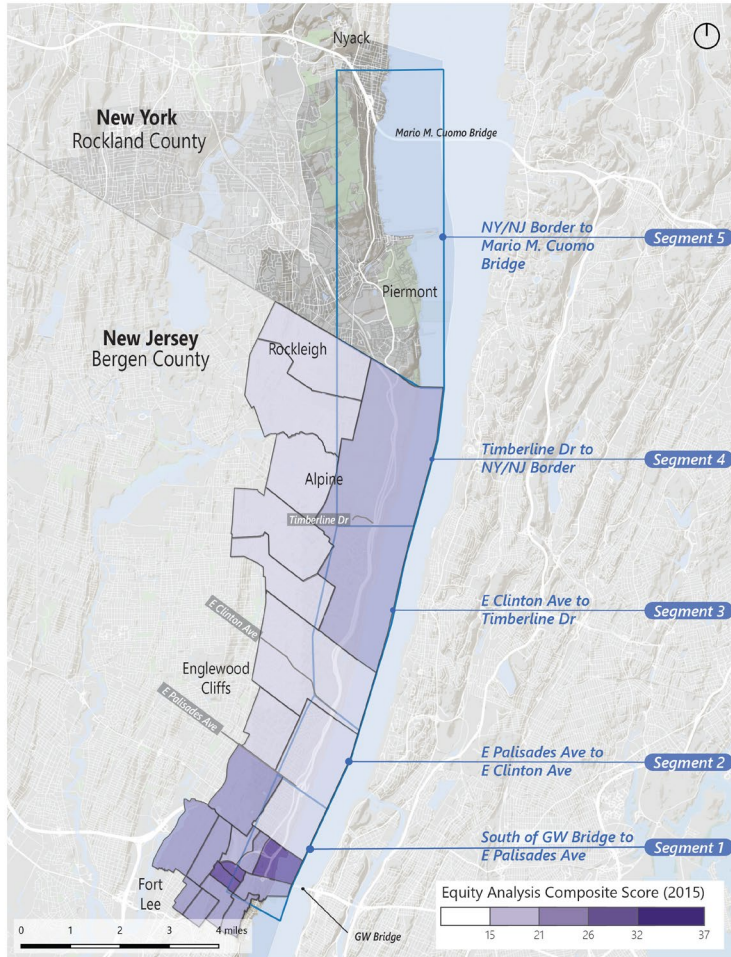 Nyack
New York
Rockland County
Mario M. Cuomo Bridge
NY/NJ Border to
Mario M. Cuomo
Bridge
Segment 5
Piermont
New Jersey
Bergen County
Rockleigh
Timberline Dr to
NY/NJ Border
Segment 4
Alpine
Timberline Dr
E Clinton Ave to
Timberline Dr
Segment 3
E Clinton Ave
Englewood
Cliffs
E Palisades Ave
E Palisades Ave to
E Clinton Ave
Segment 2
South of GW Bridge to
E Palisades Ave
Segment 1
Fort
Lee
Equity Analysis Composite Score (2015)
15 21 26 32 37
0 1 2 3 4 miles
GW Bridge